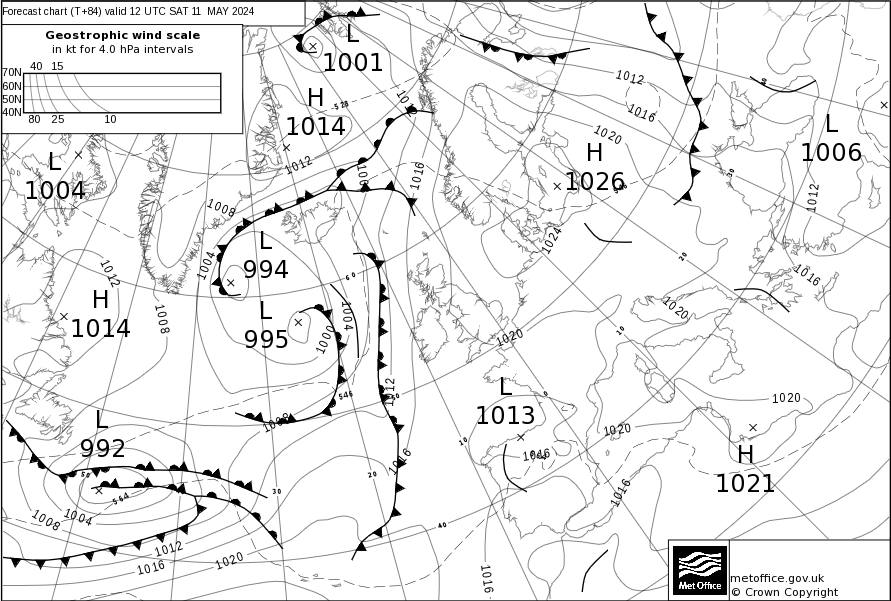 Forecast chart (T+84) valid 12 UTC SAT 11 MAY 2024
Geostrophic wind scale
in kt for 4.0 hPa intervals
40 15
70N
60N
50N
40N
80 25 10
L
1001
H
1014
528
1012
L
1004
1008
1016
1012
1016
1020
H
1026
L
1006
1012
1024
1016
L
994
1004
60
1012
H
1014
1008
L
995
1004
1000
1020
1020
20
30
10
0
L
1013
1012
546
50
1020
1020
1016
10
H
1021
1008
L
992
50
564
30
20
1016
40
1016
1008
1004
1012
1016
1020
1016
Met Office
metoffice.gov.uk
© Crown Copyright